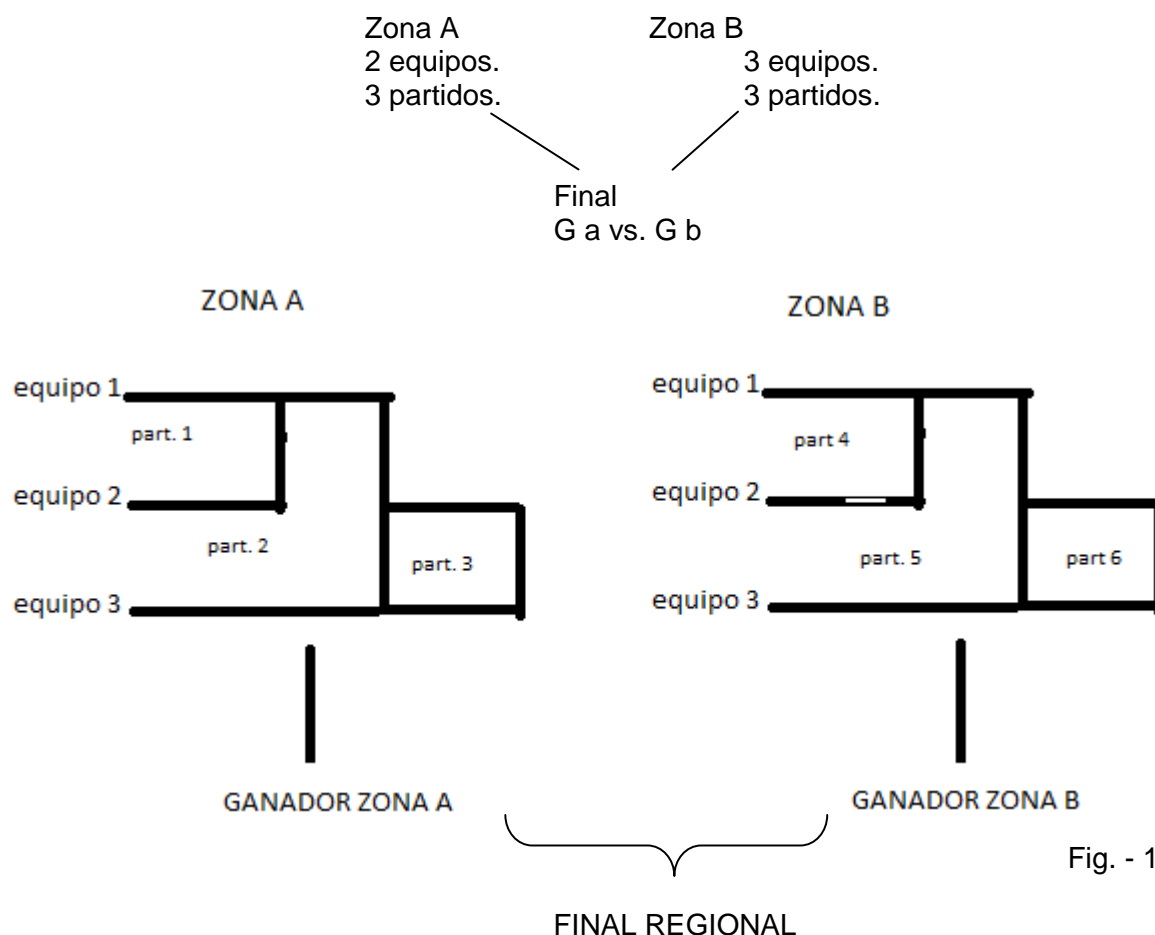 Zona A
Zona B
2 equipos.
3 equipos.
3 partidos.
3 partidos.
Final
G a vs. G b
ZONA A
ZONA B
equipo 1
part. 1
equipo 2
part. 2
part. 3
equipo 3
equipo 1
part 4
equipo 2
part. 5
part 6
equipo 3
GANADOR ZONA A
GANADOR ZONA B
Fig. - 1
FINAL REGIONAL